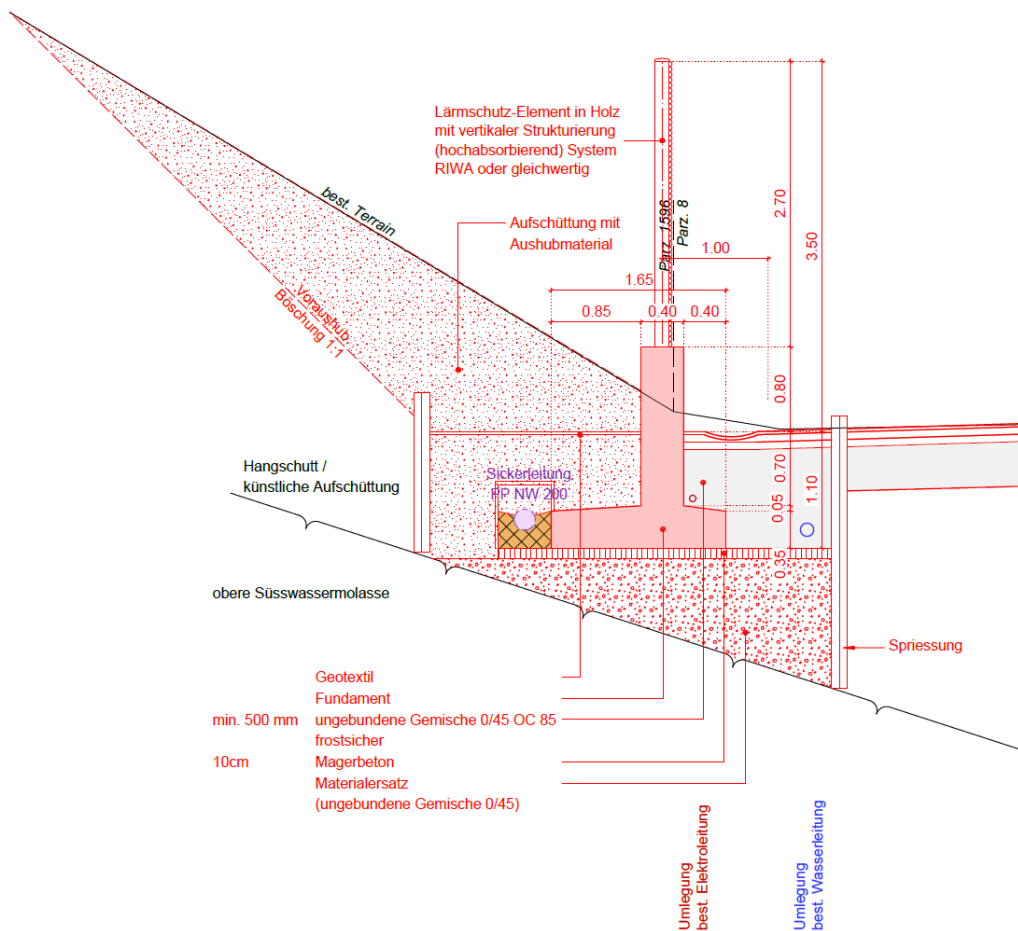 Lärmschutz-Element in Holz
mit vertikaler Strukturierung
(hochabsorbierend) System
RIWA oder gleichwertig
best. Terrain
Aufschüttung mit
Aushubmaterial
Parz. 1596
Parz. 8
2.70
3.50
1.00
1.65
0.85
0.40
0.40
Voraushub
Böschung 1:1
0.80
Hangschutt /
künstliche Aufschüttung
Sickerleitung
PP NW 200
0.70
0.05
1.10
0.35
obere Süsswassermolasse
Spriessung
Geotextil
Fundament
min. 500 mm ungebundene Gemische 0/45 OC 85
frostsicher
10cm Magerbeton
Materialersatz
(ungebundene Gemische 0/45)
Umlegung
best. Elektroleitung
Umlegung
best. Wasserleitung